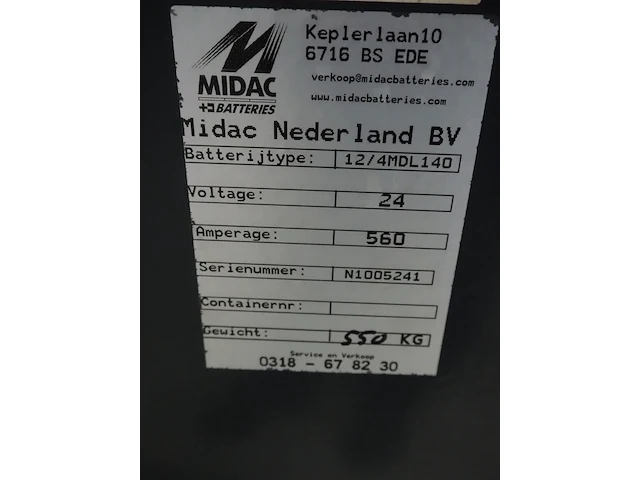 MIDAC
BATTERIES
Keplerlaan10
6716 BS EDE
verkoop@midacbatteries.com
www.midacbatteries.com
Midac Nederland BV
Batterijtype: 12/4MDL140
Voltage: 24
Amperage: 560
Serienummer: N1005241
Containernr:
Gewicht: 550 KG
Service en Verkoop
0318 - 67 82 30